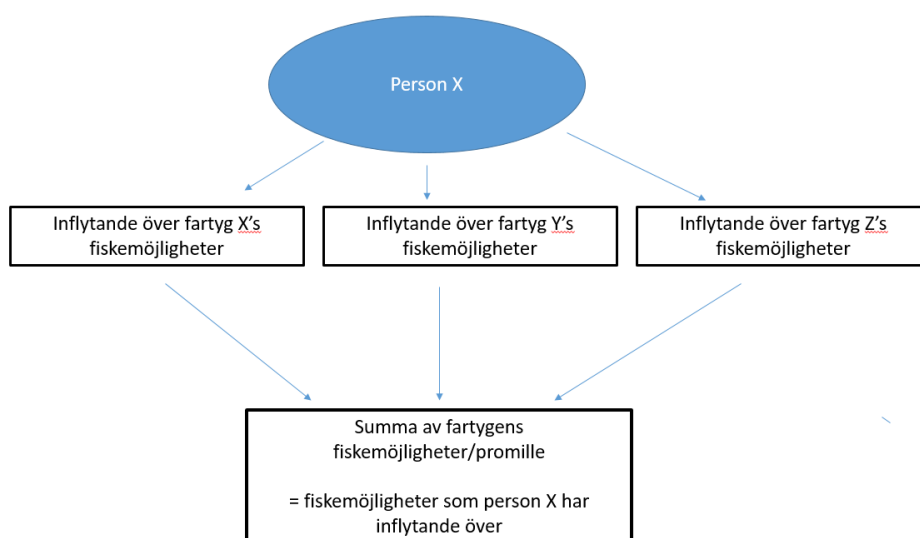 Person X
Inflytande över fartyg X's
fiskemöjligheter
Inflytande över fartyg Y's
fiskemöjligheter
Inflytande över fartyg Z's
fiskemöjligheter
Summa av fartygens
fiskemöjligheter/promille
= fiskemöjligheter som person X har
inflytande över